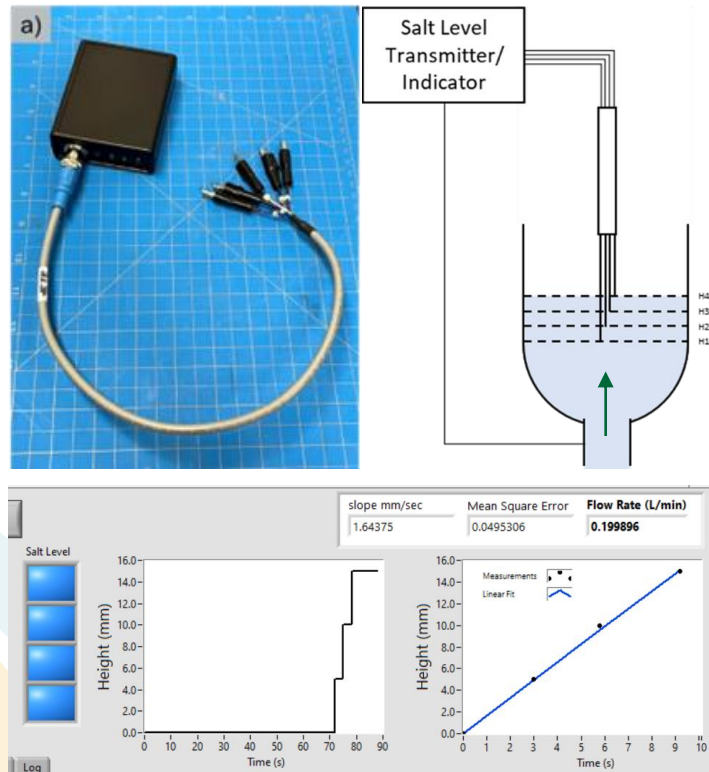 a)
Salt Level
Transmitter/
Indicator
H4
H3
H2
H1
slope mm/sec
Mean Square Error
Flow Rate (L/min)
1.64375
0.0495306
0.199896
Salt Level
16.0
14.0
12.0
10.0
8.0
6.0
4.0
2.0
0.0
Height (mm)
0 10 20 30 40 50 60 70 80 90
Time (s)
16.0
14.0
12.0
10.0
8.0
6.0
4.0
2.0
0.0
Height (mm)
Measurements
Linear Fit
0 1 2 3 4 5 6 7 8 9 10
Time (s)
Log